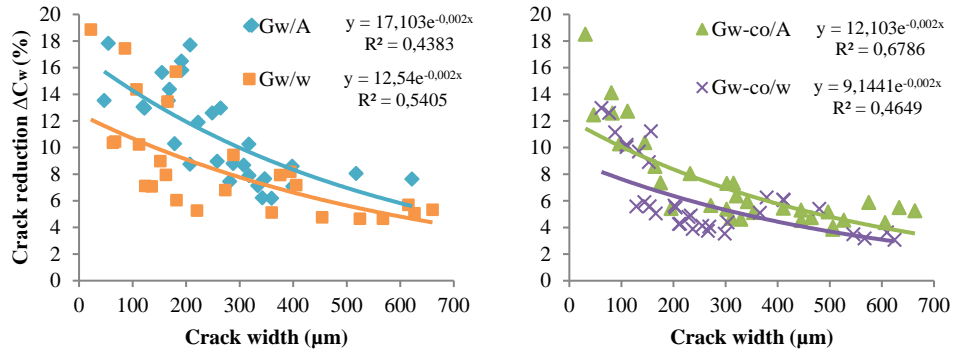 20
18
16
14
12
10
8
6
4
2
0
Crack reduction ΔCw (%)
Gw/A
y = 17,103e-0,002x
R² = 0,4383
Gw/w
y = 12,54e-0,002x
R² = 0,5405
0 100 200 300 400 500 600 700
Crack width (µm)
20
18
16
14
12
10
8
6
4
2
0
Gw-co/A
y = 12,103e-0,002x
R² = 0,6786
Gw-co/w
y = 9,1441e-0,002x
R² = 0,4649
0 100 200 300 400 500 600 700
Crack width (µm)